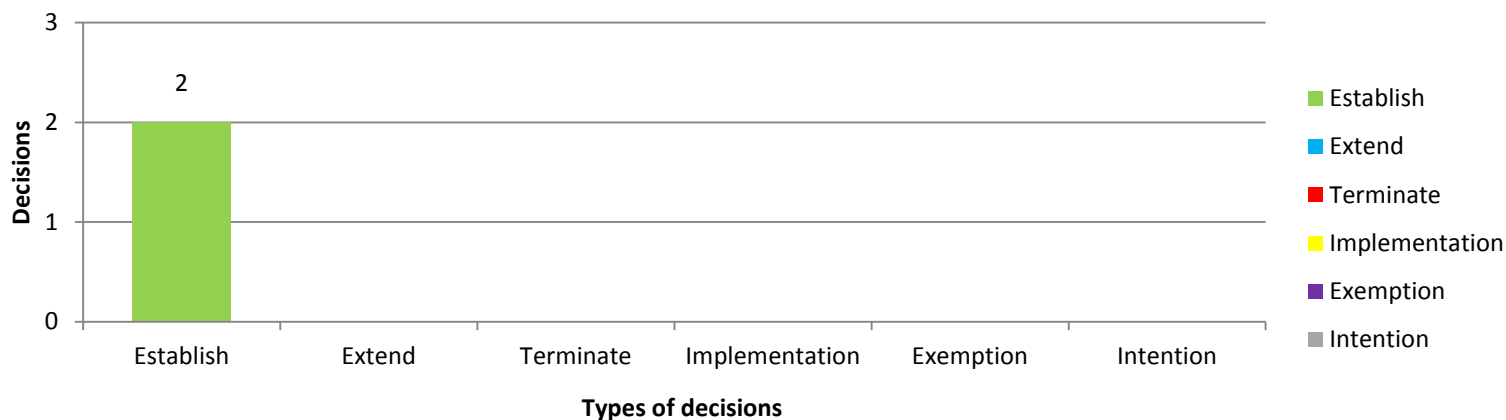 3
2
2
1
0
Decisions
Establish
Extend
Terminate
Implementation
Exemption
Intention
Types of decisions
Establish
Extend
Terminate
Implementation
Exemption
Intention